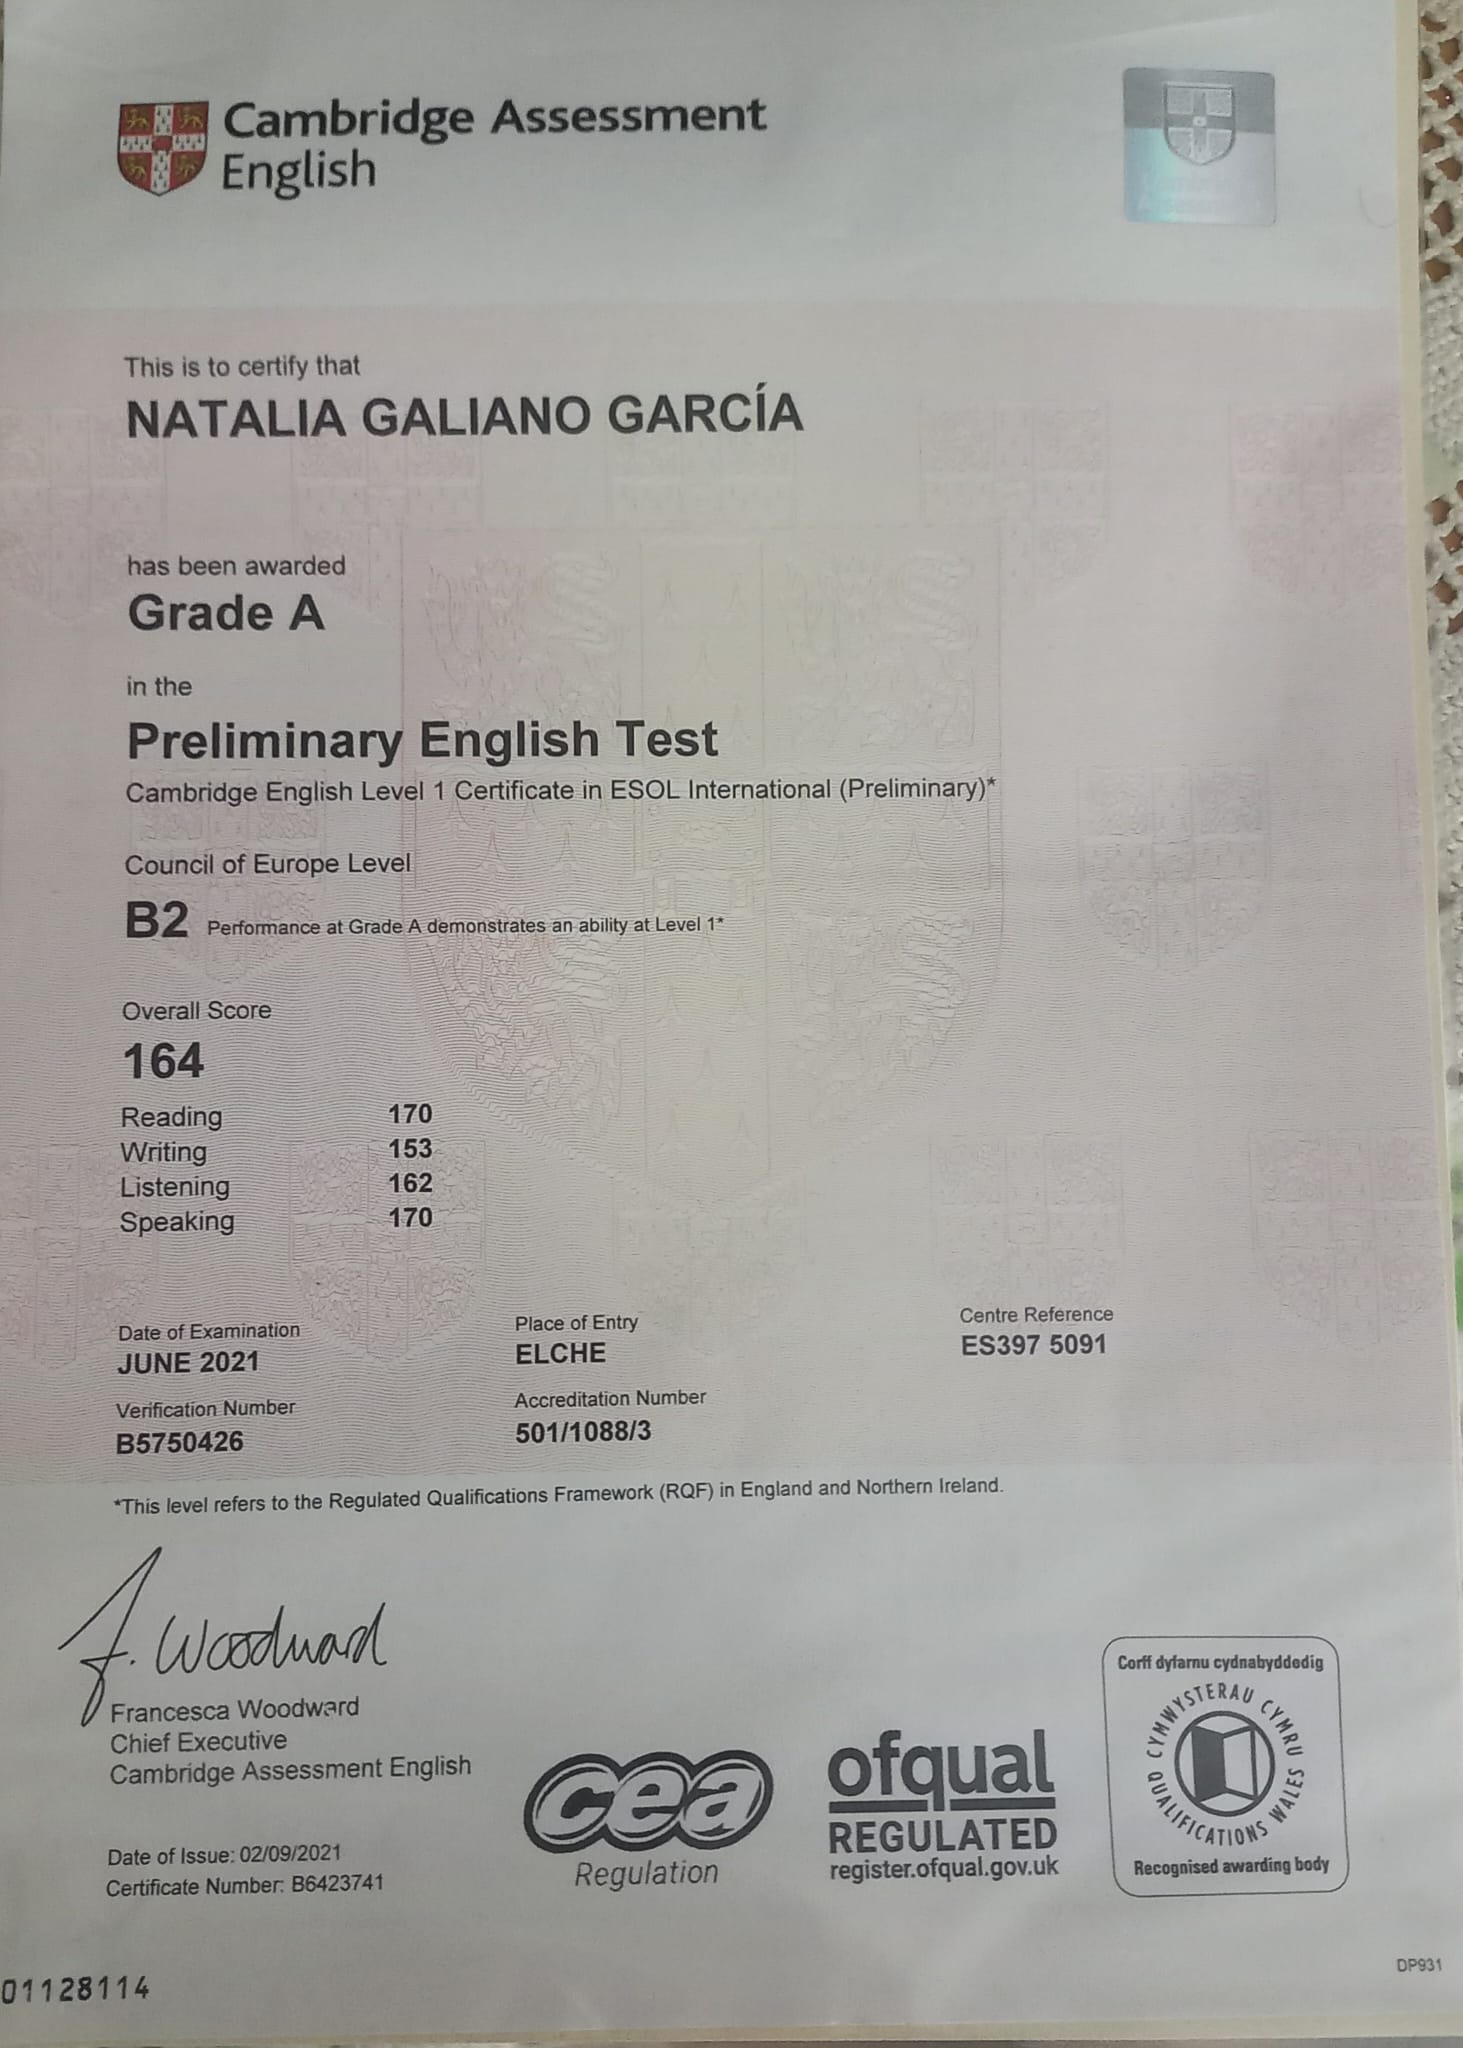 Cambridge Assessment
English
This is to certify that
NATALIA GALIANO GARCÍA
has been awarded
Grade A
in the
Preliminary English Test
Cambridge English Level 1 Certificate in ESOL International (Preliminary)*
Council of Europe Level
B2 Performance at Grade A demonstrates an ability at Level 1*
Overall Score
164
Reading 170
Writing 153
Listening 162
Speaking 170
Date of Examination
JUNE 2021
Place of Entry
ELCHE
Centre Reference
ES397 5091
Verification Number
B5750426
Accreditation Number
501/1088/3
*This level refers to the Regulated Qualifications Framework (RQF) in England and Northern Ireland.
F. Woodward
Francesca Woodward
Chief Executive
Cambridge Assessment English
Date of Issue: 02/09/2021
Certificate Number: B6423741
cea
Regulation
ofqual
REGULATED
register.ofqual.gov.uk
Corff dyfarnu cydnabyddedig
CYMWYSTERAU CYMRU
QUALIFICATIONS WALES
Recognised awarding body
DP931
01128114